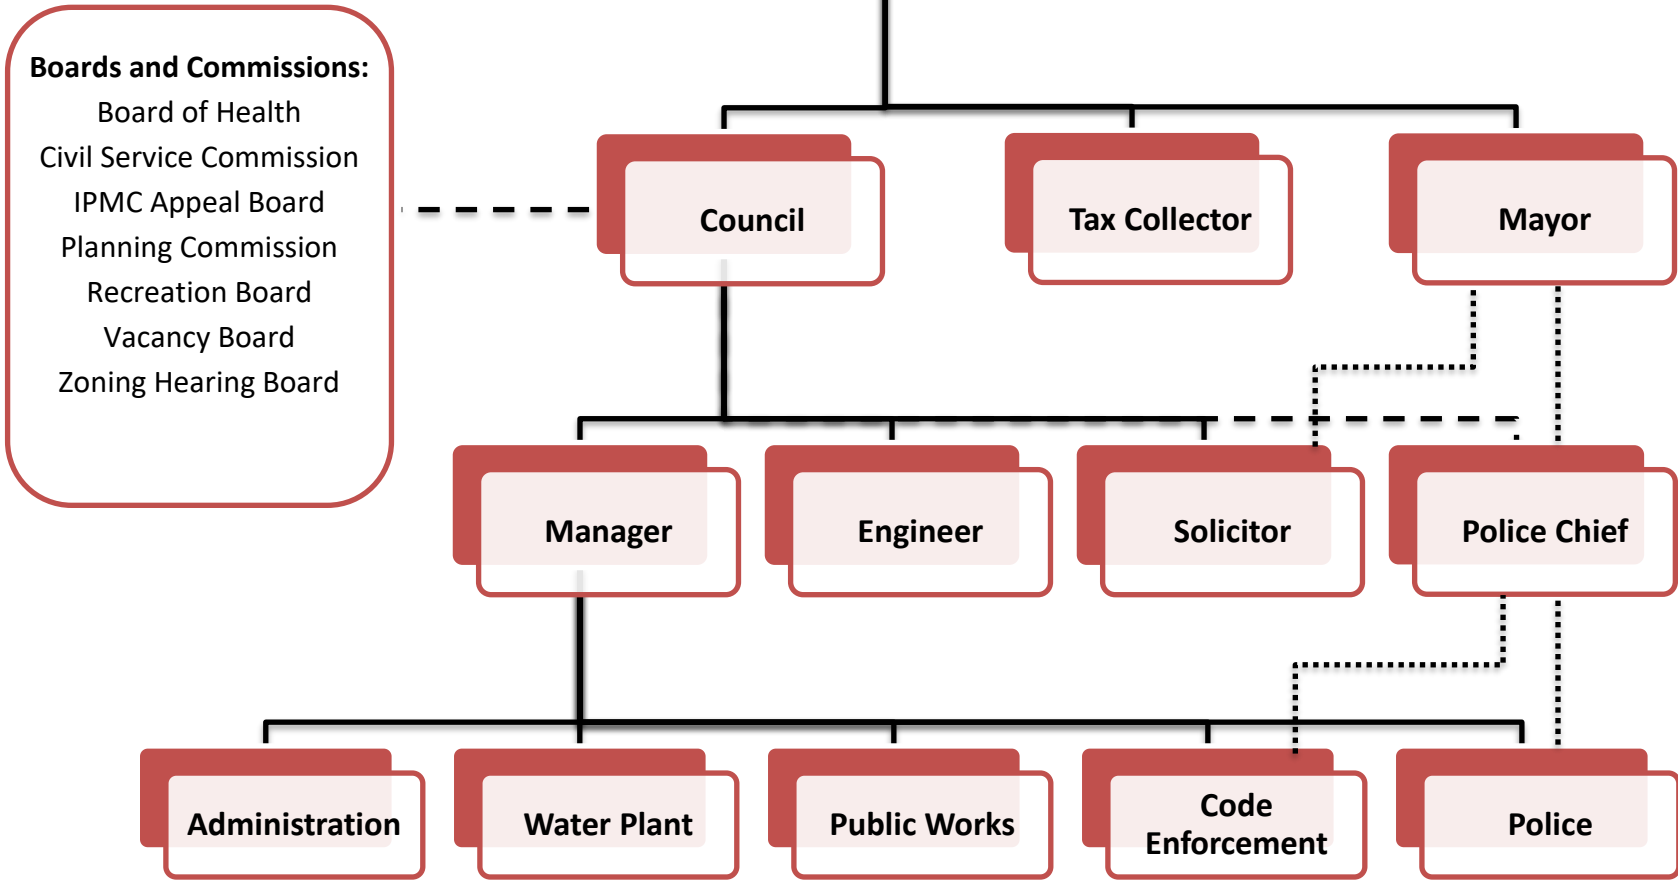 Boards and Commissions:
Board of Health
Civil Service Commission
IPMC Appeal Board
Planning Commission
Recreation Board
Vacancy Board
Zoning Hearing Board
Council
Tax Collector
Mayor
Manager
Engineer
Solicitor
Police Chief
Administration
Water Plant
Public Works
Code
Enforcement
Police